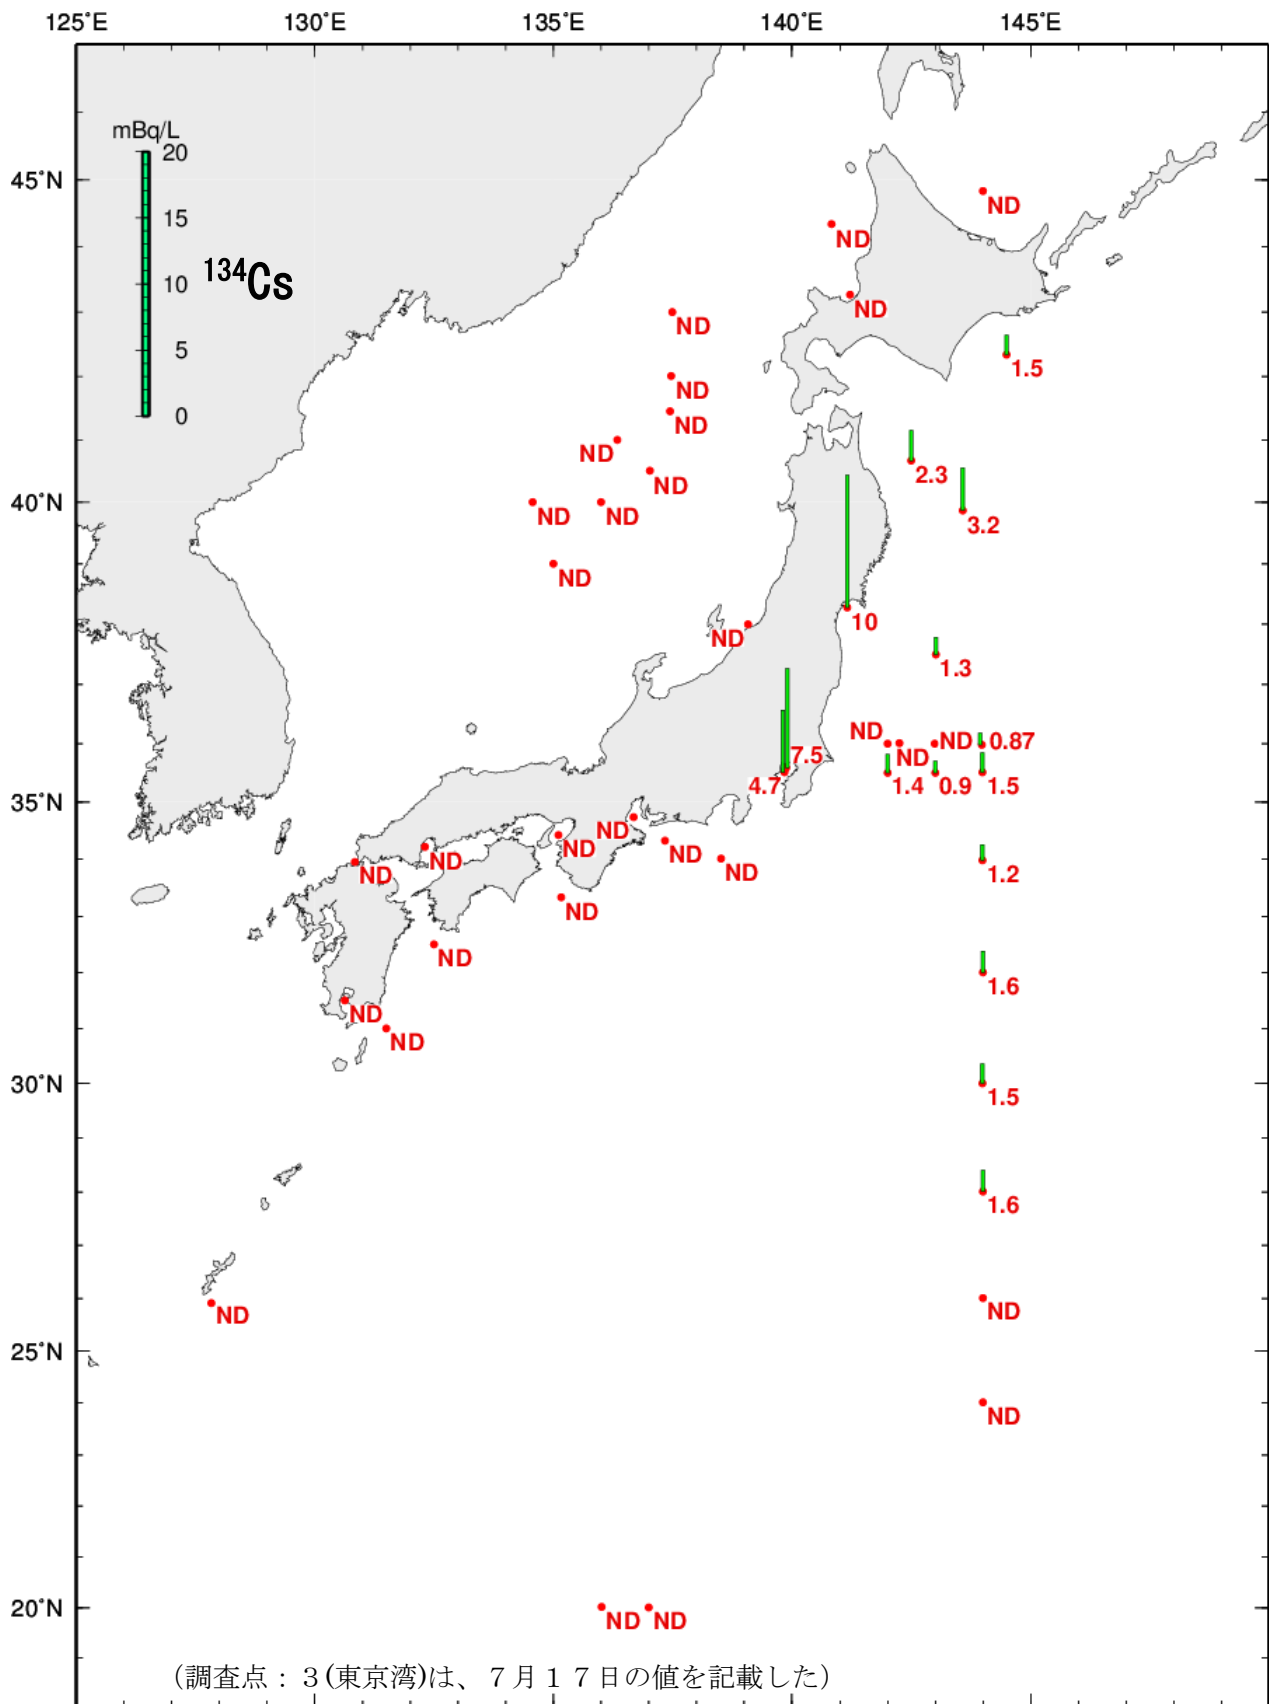 125°E 130°E 135°E 140°E 145°E
mBq/L
20
45°N
15
10
5
0
¹³⁴Cs
ND
ND
ND
ND
1.5
ND
ND
ND
2.3
ND
40°N
ND
ND
3.2
ND
10
ND
1.3
ND
ND
ND
0.87
7.5
4.7
1.4
0.9
1.5
35°N
ND
ND
ND
ND
ND
ND
1.2
ND
ND
1.6
ND
ND
30°N
1.5
1.6
ND
ND
25°N
ND
20°N
ND
ND
（調査点：３(東京湾)は、７月１７日の値を記載した）